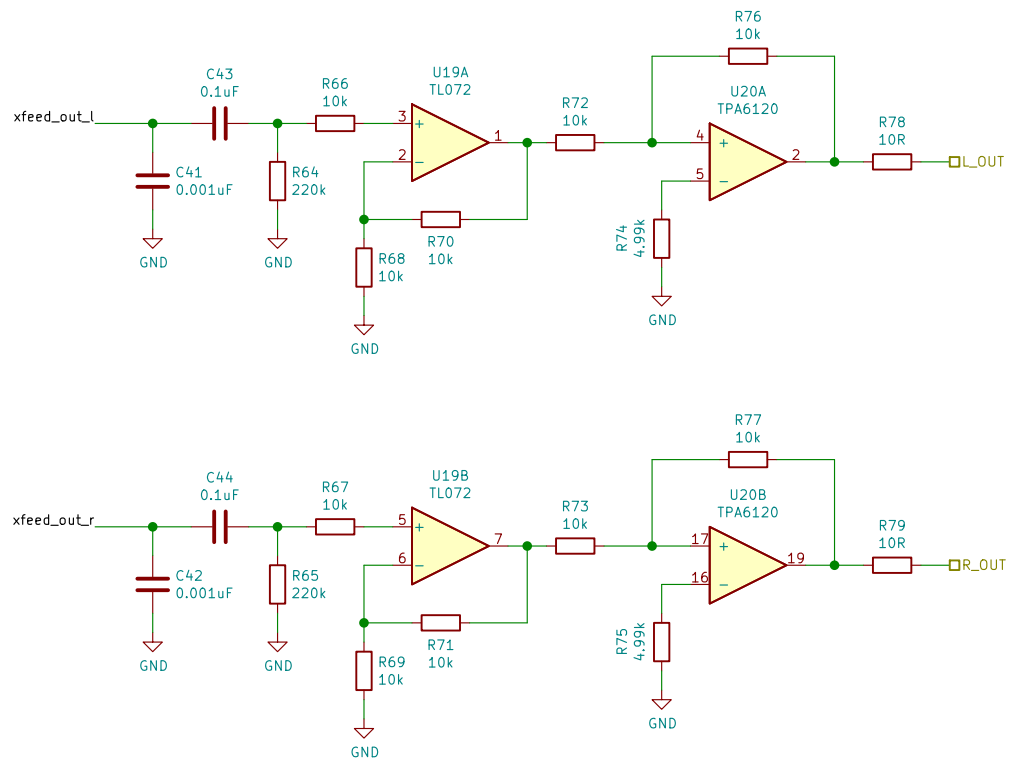 R76
10k
C43
0.1uF
R66
10k
U19A
TL072
U20A
TPA6120
R72
10k
R78
10R
xfeed_out_l
3
+
2
−
1
4
+
5
−
2
L_OUT
C41
0.001uF
R64
220k
R70
10k
R68
10k
R74
4.99k
GND
GND
GND
GND
R77
10k
C44
0.1uF
R67
10k
U19B
TL072
U20B
TPA6120
R73
10k
R79
10R
xfeed_out_r
5
+
6
−
7
17
+
16
−
19
R_OUT
C42
0.001uF
R65
220k
R71
10k
R69
10k
R75
4.99k
GND
GND
GND
GND